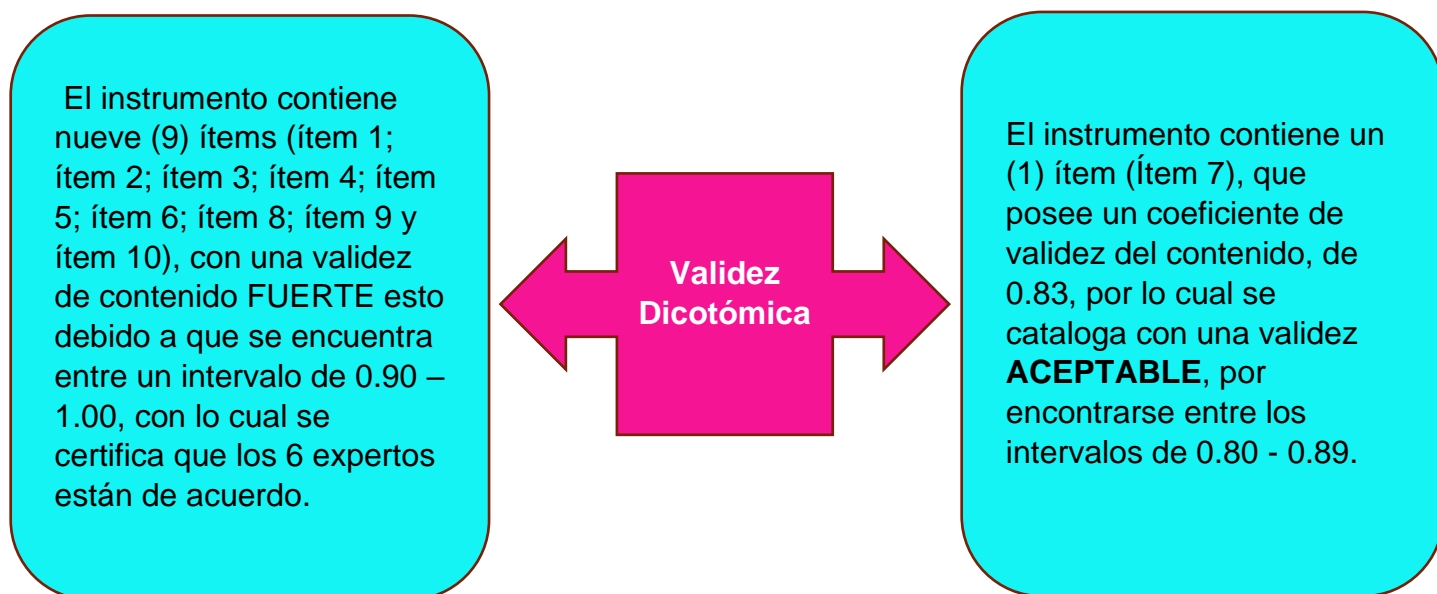 El instrumento contiene
nueve (9) ítems (ítem 1;
ítem 2; ítem 3; ítem 4; ítem
5; ítem 6; ítem 8; ítem 9 y
ítem 10), con una validez
de contenido FUERTE esto
debido a que se encuentra
entre un intervalo de 0.90 –
1.00, con lo cual se
certifica que los 6 expertos
están de acuerdo.
Validez
Dicotómica
El instrumento contiene un
(1) ítem (Ítem 7), que
posee un coeficiente de
validez del contenido, de
0.83, por lo cual se
cataloga con una validez
ACEPTABLE, por
encontrarse entre los
intervalos de 0.80 - 0.89.